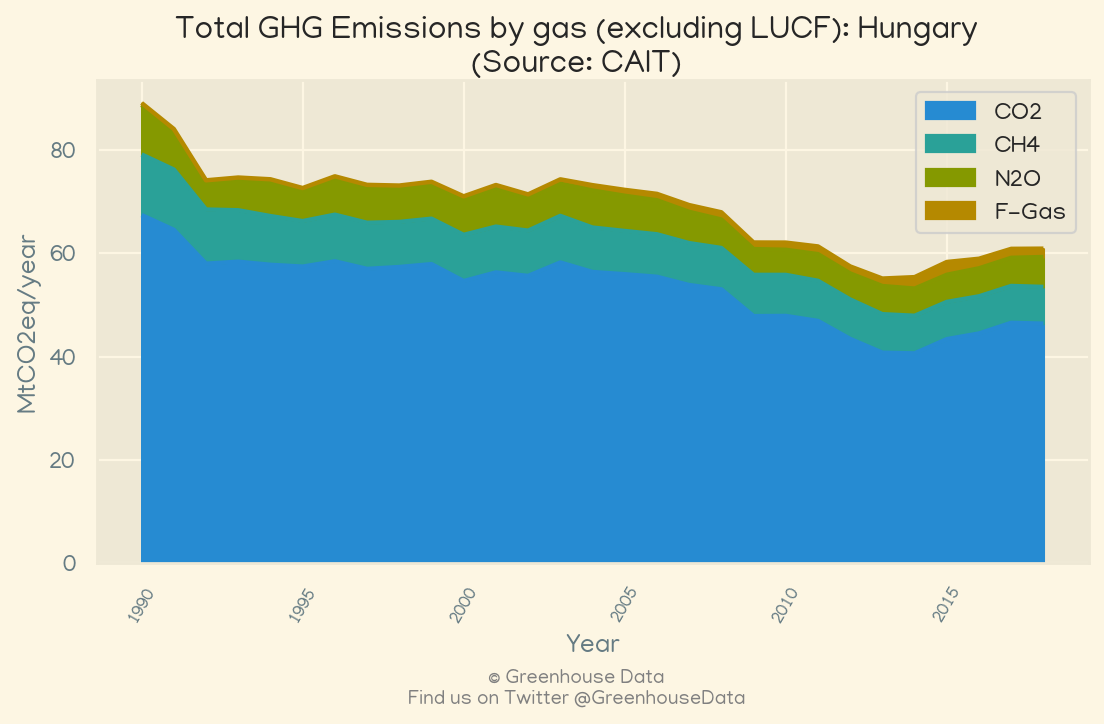 Total GHG Emissions by gas (excluding LUCF): Hungary
(Source: CAIT)
CO2
CH4
N2O
F-Gas
MtCO2eq/year
80
60
40
20
0
1990
1995
2000
2005
2010
2015
Year
© Greenhouse Data
Find us on Twitter @GreenhouseData